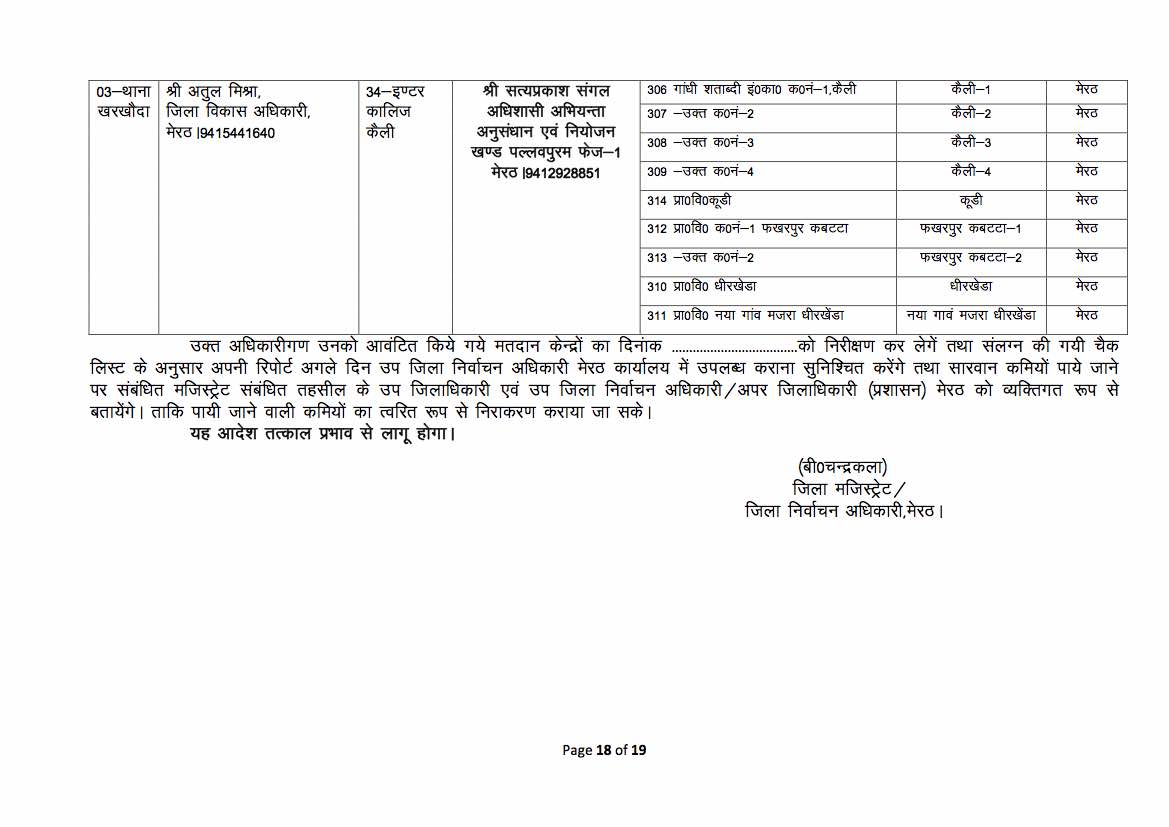 03–थाना खरखौदा
श्री अतुल मिश्रा, जिला विकास अधिकारी, मेरठ।9415441640
34–इण्टर कालिज कैली
श्री सत्यप्रकाश संगल अधिशासी अभियन्ता अनुसंधान एवं नियोजन खण्ड पल्लवपुरम फेज–1 मेरठ।9412928851
306 गांधी शताब्दी इं0का0 क0नं–1,कैली कैली–1 मेरठ
307 –उक्त क0नं–2 कैली–2 मेरठ
308 –उक्त क0नं–3 कैली–3 मेरठ
309 –उक्त क0नं–4 कैली–4 मेरठ
314 प्रा0वि0कूडी कूडी मेरठ
312 प्रा0वि0 क0नं–1 फखरपुर कबटटा फखरपुर कबटटा–1 मेरठ
313 –उक्त क0नं–2 फखरपुर कबटटा–2 मेरठ
310 प्रा0वि0 धीरखेडा धीरखेडा मेरठ
311 प्रा0वि0 नया गांव मजरा धीरखेंडा नया गावं मजरा धीरखेंडा मेरठ
उक्त अधिकारीगण उनको आवंटित किये गये मतदान केन्द्रों का दिनांक ....................................को निरीक्षण कर लेगें तथा संलग्न की गयी चैक
लिस्ट के अनुसार अपनी रिपोर्ट अगले दिन उप जिला निर्वाचन अधिकारी मेरठ कार्यालय में उपलब्ध कराना सुनिश्चित करेंगे तथा सारवान कमियों पाये जाने
पर संबंधित मजिस्ट्रेट संबंधित तहसील के उप जिलाधिकारी एवं उप जिला निर्वाचन अधिकारी/अपर जिलाधिकारी (प्रशासन) मेरठ को व्यक्तिगत रूप से
बतायेंगे। ताकि पायी जाने वाली कमियों का त्वरित रूप से निराकरण कराया जा सके।
यह आदेश तत्काल प्रभाव से लागू होगा।
(बी0चन्द्रकला)
जिला मजिस्ट्रेट/
जिला निर्वाचन अधिकारी,मेरठ।
Page 18 of 19